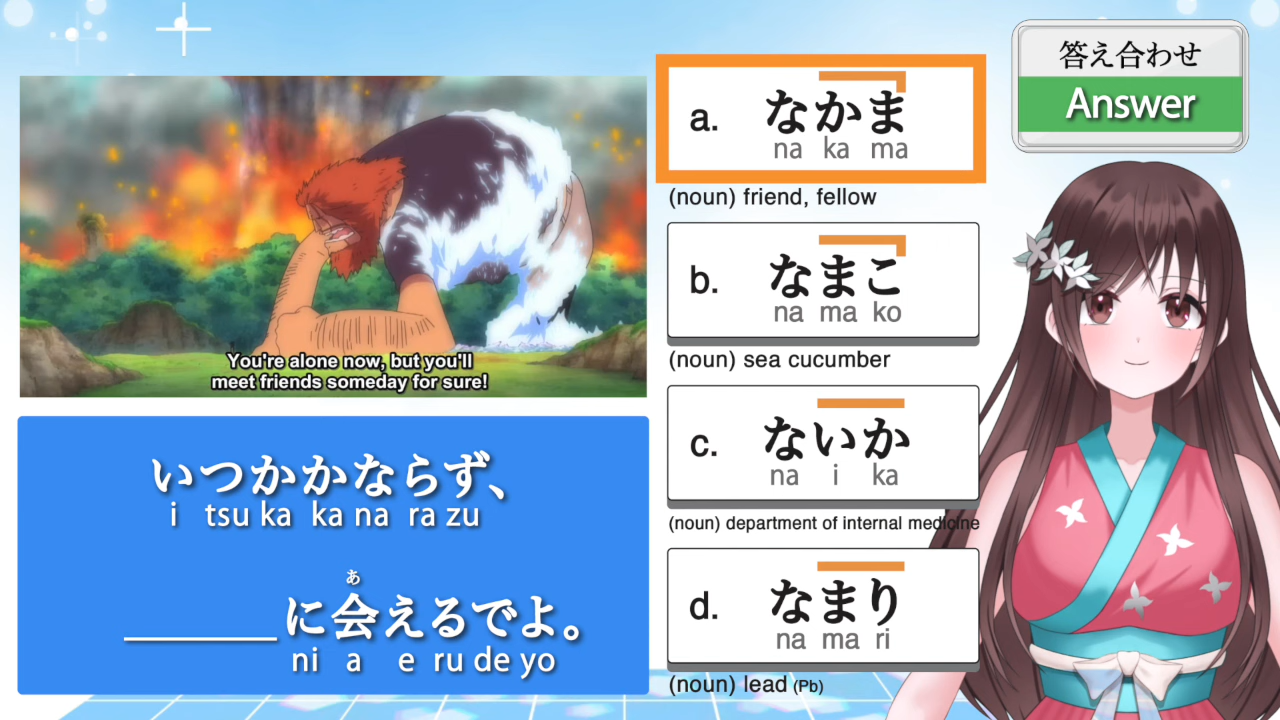 答え合わせ
Answer
You're alone now, but you'll
meet friends someday for sure!
いつかかならず、
i tsu ka ka na ra zu
あ
______に会えるでよ。
ni a e ru de yo
a. なかま
na ka ma
(noun) friend, fellow
b. なまこ
na ma ko
(noun) sea cucumber
c. ないか
na i ka
(noun) department of internal medicine
d. なまり
na ma ri
(noun) lead (Pb)